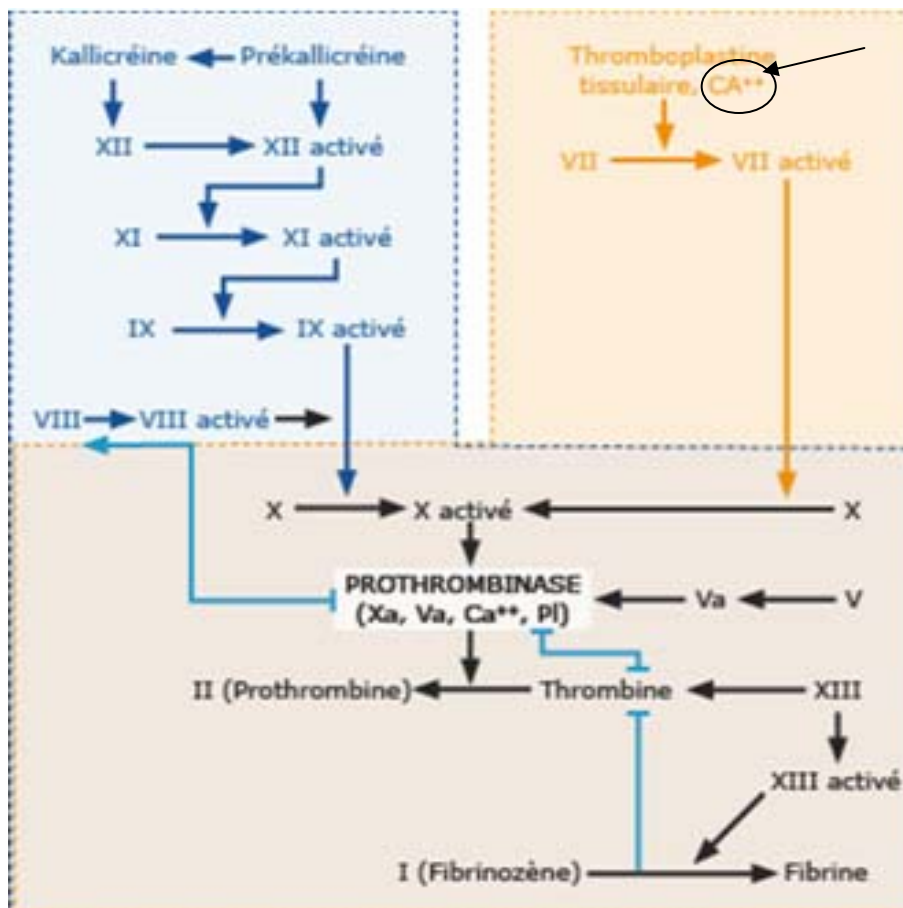 Kallicréine Prékallicréine
Thromboplastine
tissulaire, CA++
XII XII activé
VII VII activé
XI XI activé
IX IX activé
VIII VIII activé
X X activé X
PROTHROMBINASE
(Xa, Va, Ca++, Pl)
Va V
II (Prothrombine) Thrombine XIII
XIII activé
I (Fibrinozène) Fibrine